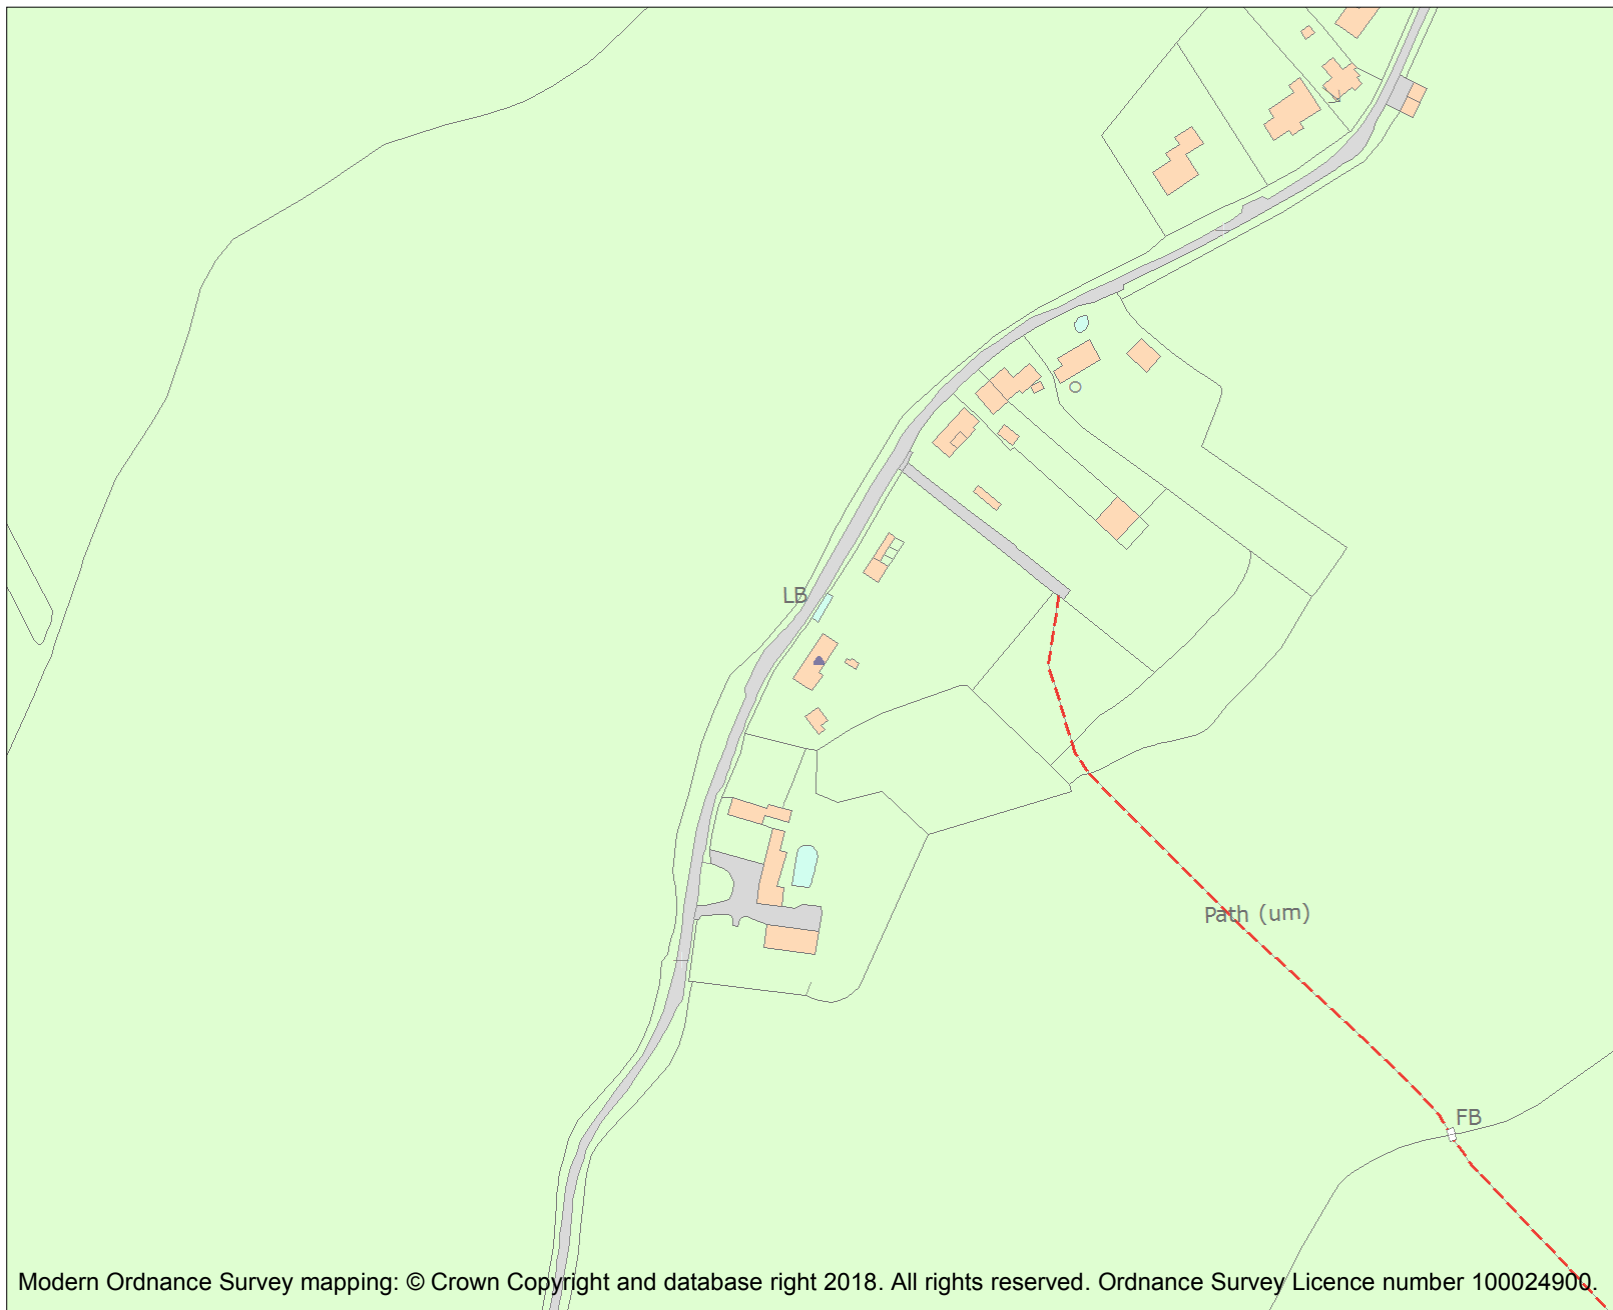 LB
Path (um)
FB
Modern Ordnance Survey mapping: © Crown Copyright and database right 2018. All rights reserved. Ordnance Survey Licence number 100024900.